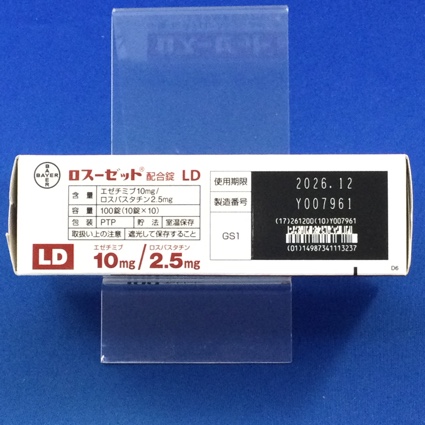 BAYER
ロスーゼット® 配合錠 LD
含 量 エゼチミブ10mg/
ロスバスタチン2.5mg
容 量 100錠(10錠×10)
包 装 PTP 貯 法 室温保存
取扱い上の注意 遮光して保存すること
LD
エゼチミブ ロスバスタチン
10mg/2.5mg
使用期限 2026.12
製造番号 Y007961
GS1
(17)261200(10)Y007961
(01)14987341113237
D6